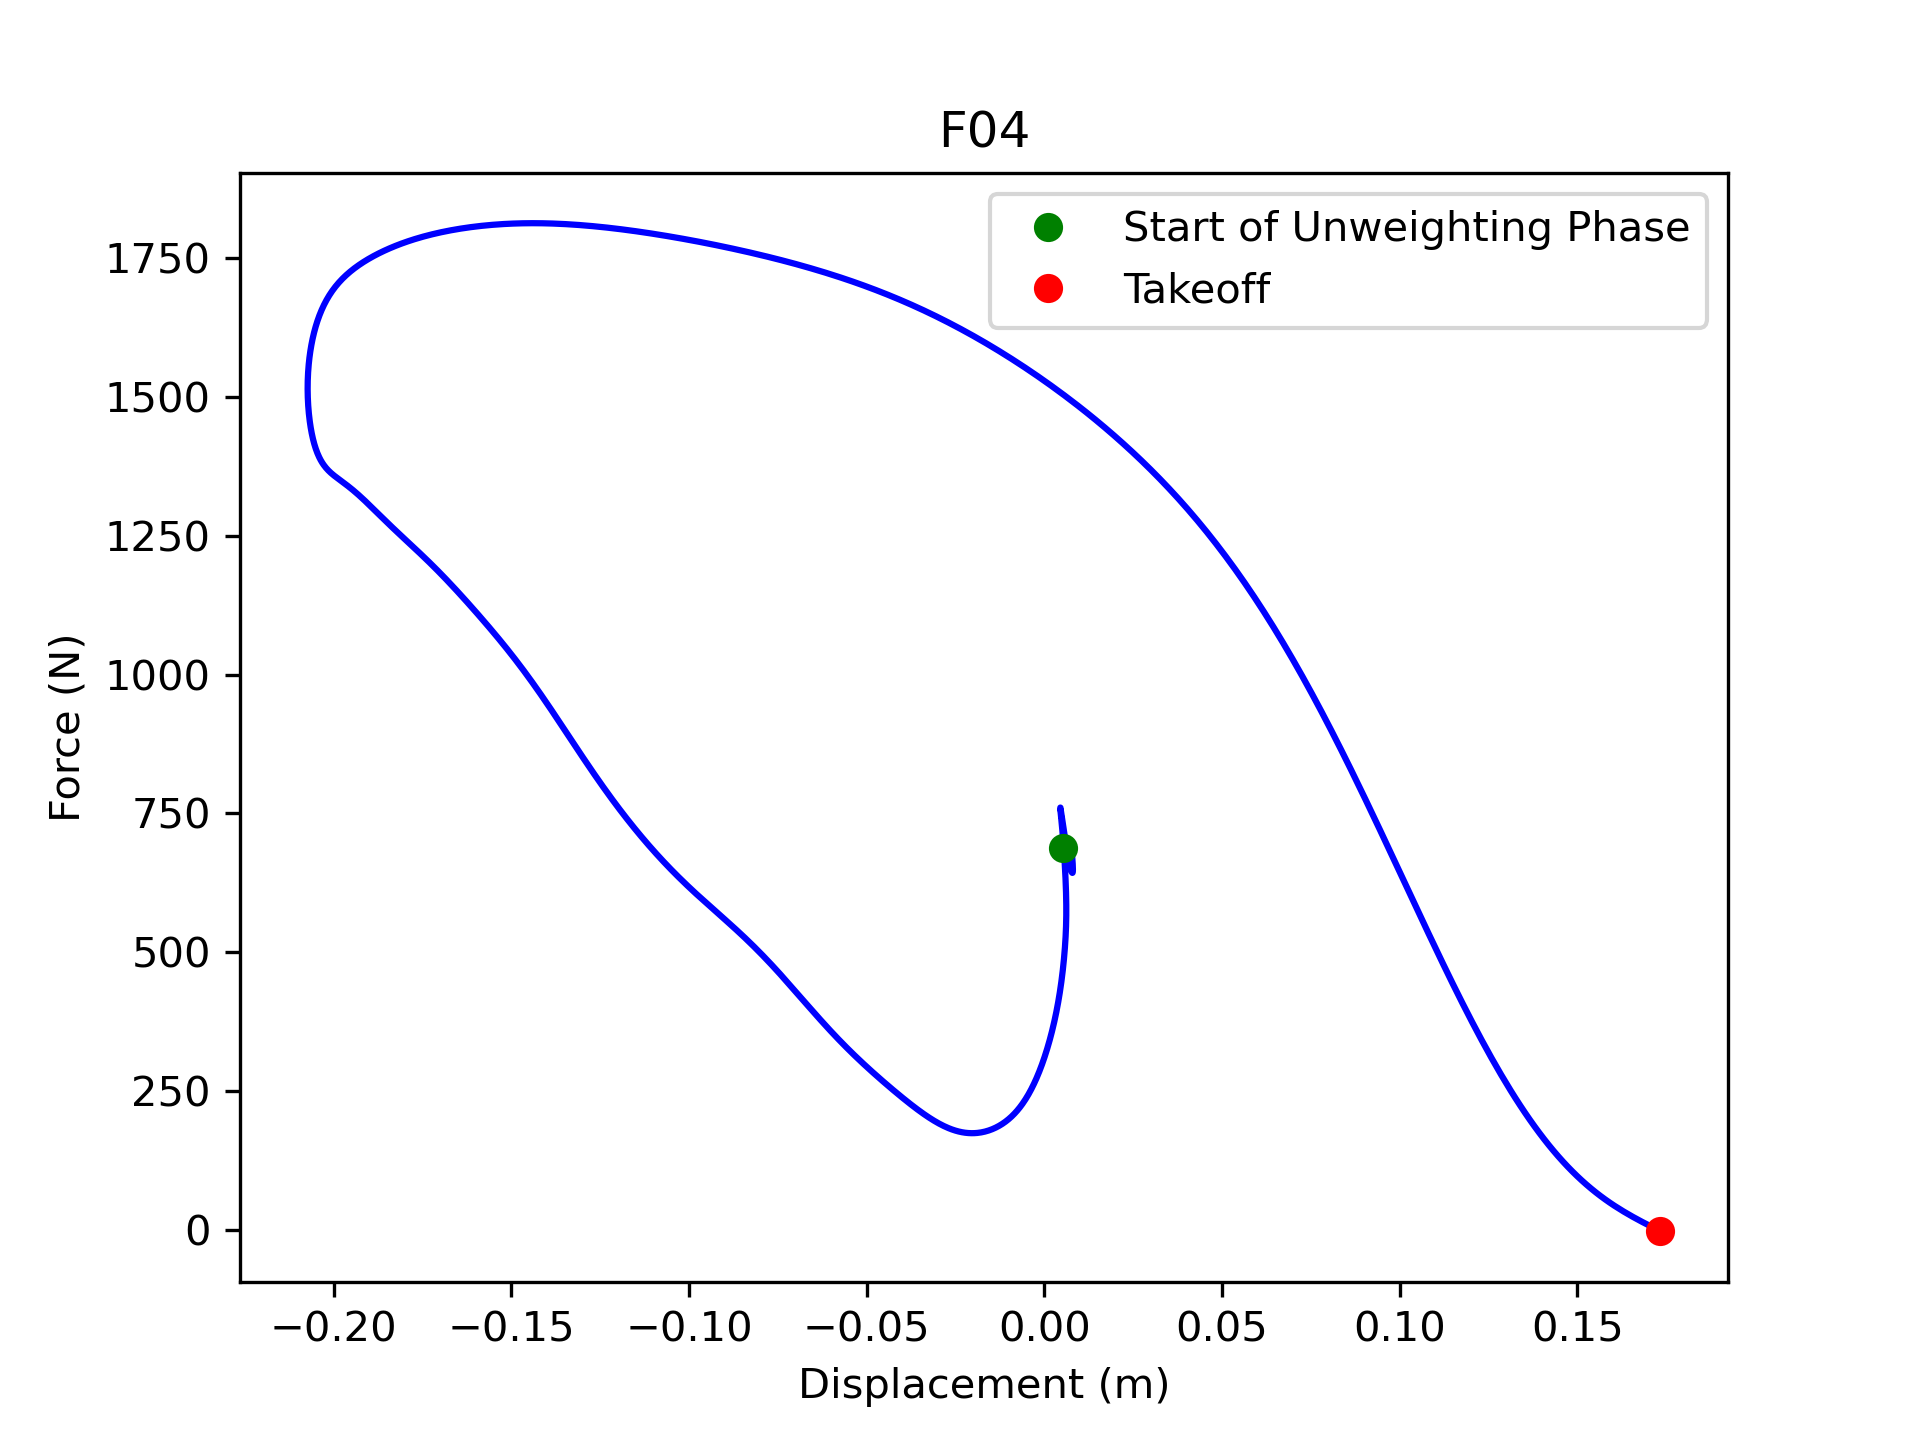 F04
Start of Unweighting Phase
Takeoff
Force (N)
1750
1500
1250
1000
750
500
250
0
−0.20 −0.15 −0.10 −0.05 0.00 0.05 0.10 0.15
Displacement (m)